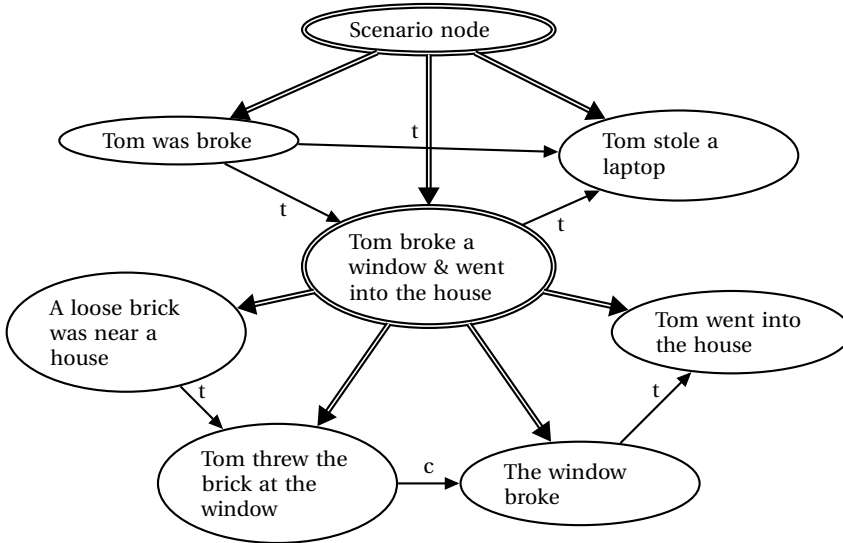 Scenario node
Tom was broke
t
Tom stole a
laptop
t
t
Tom broke a
window & went
into the house
A loose brick
was near a
house
Tom went into
the house
t
t
Tom threw the
brick at the
window
c
The window
broke